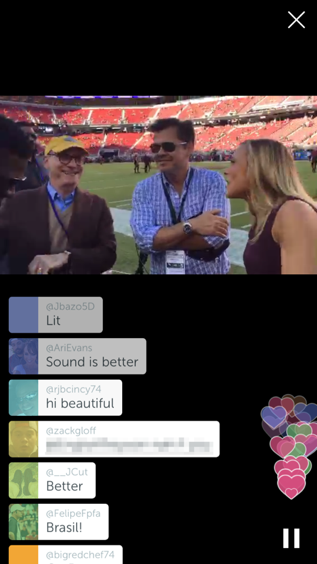 @JbazoSD
Lit
@AriEvans
Sound is better
@rjbcincy74
hi beautiful
@zackgloff
@__JCut
Better
@FelipeFpfa
Brasil!
@bigredchef74